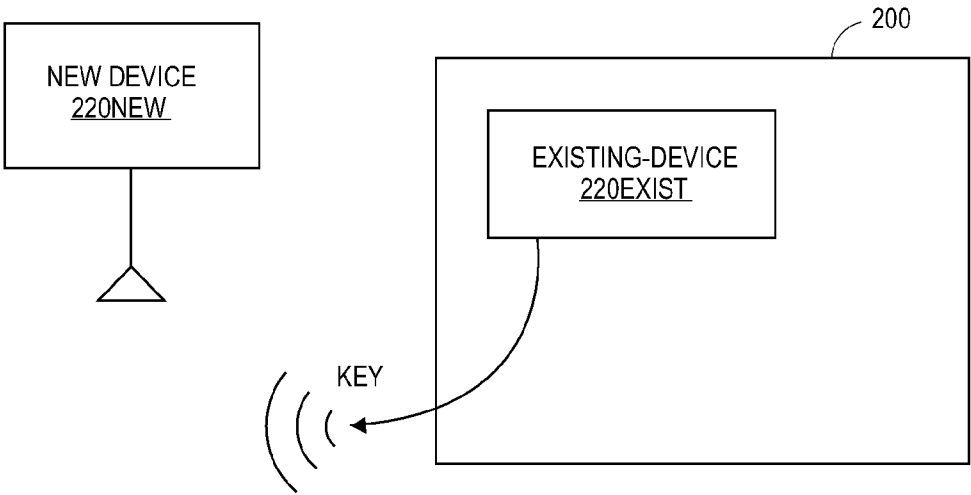 200
NEW DEVICE
220NEW
EXISTING-DEVICE
220EXIST
KEY